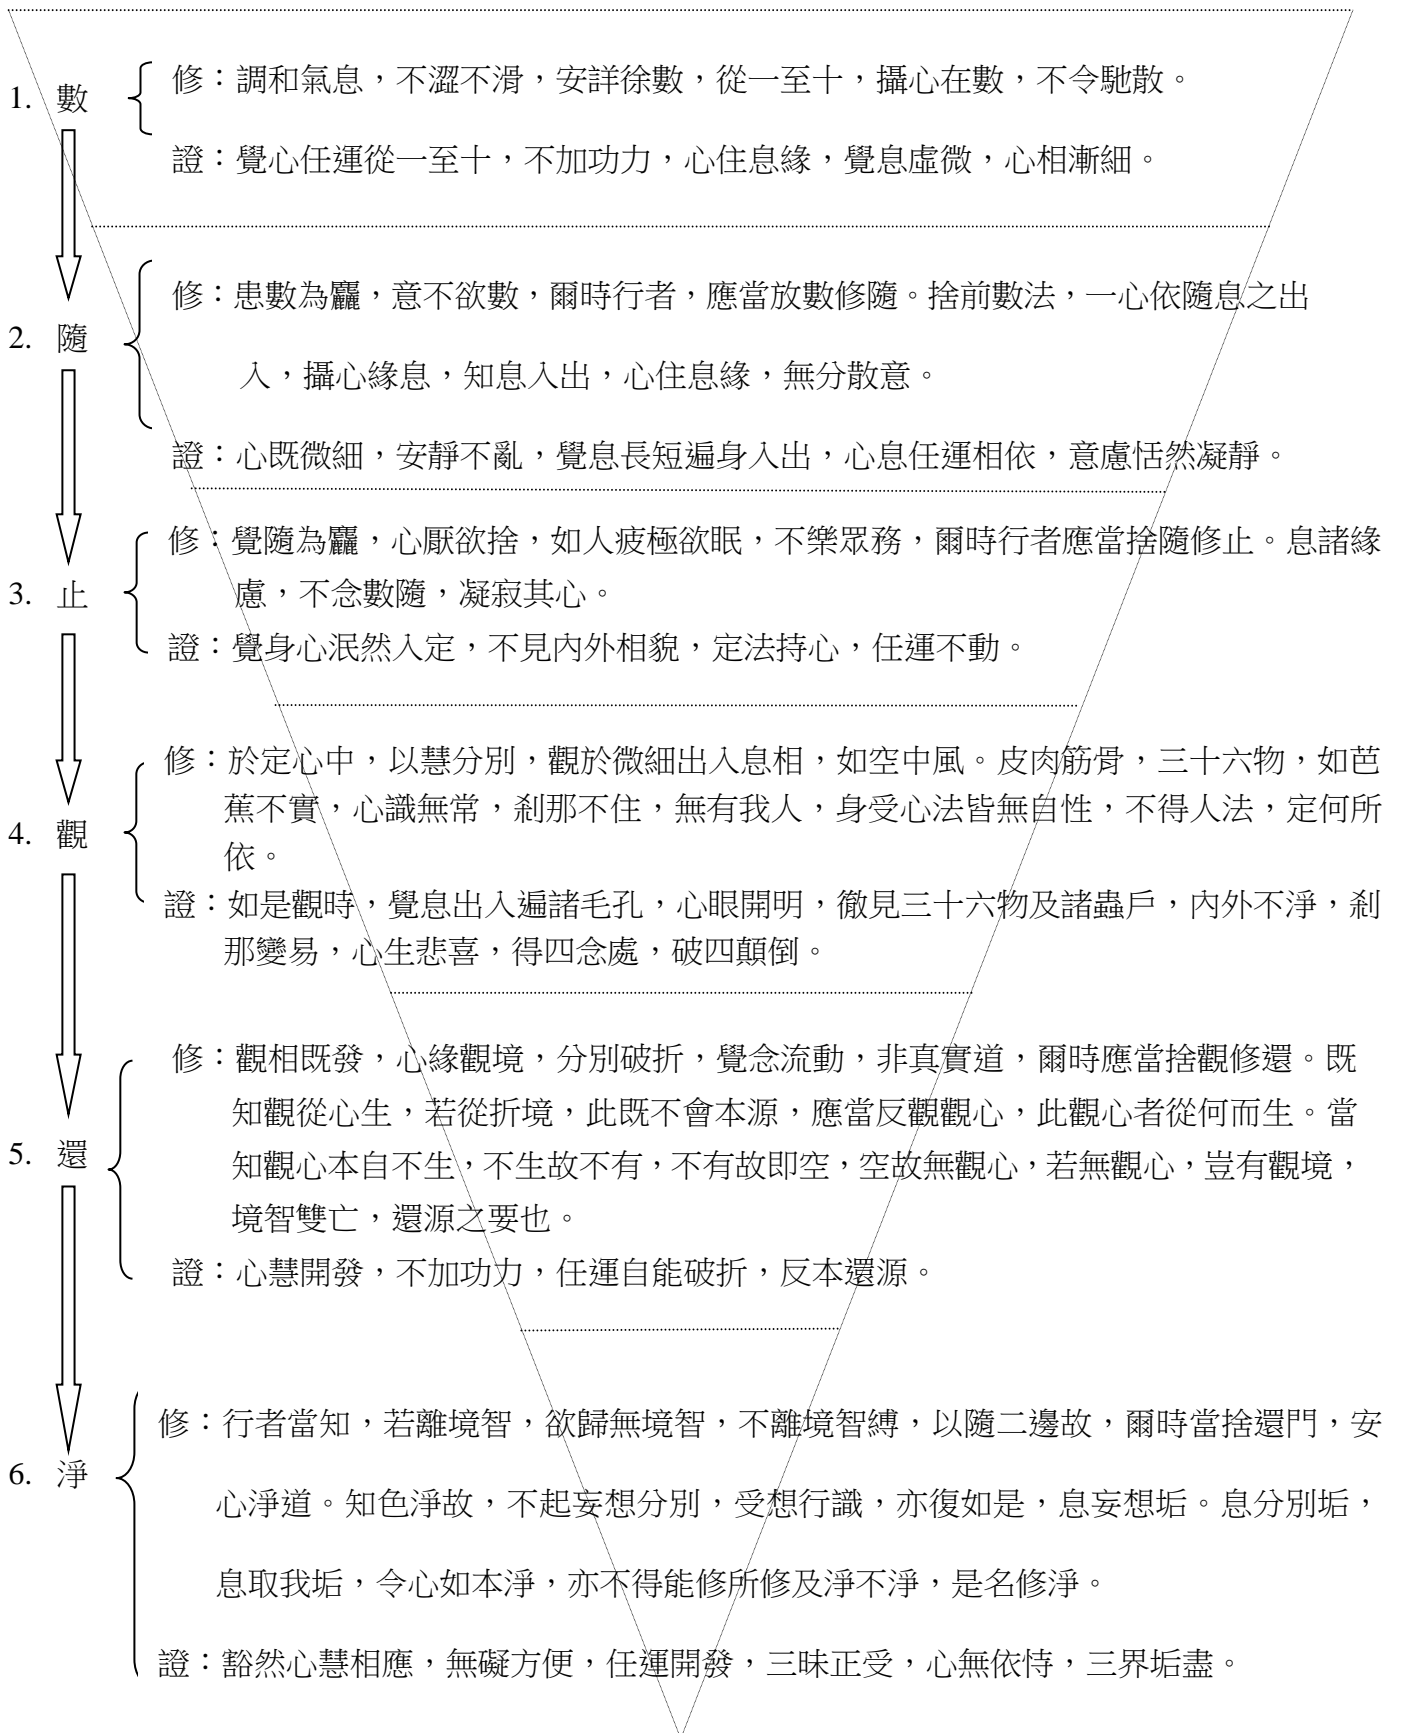 1. 數
修：調和氣息，不澀不滑，安詳徐數，從一至十，攝心在數，不令馳散。
證：覺心任運從一至十，不加功力，心住息緣，覺息虛微，心相漸細。
2. 隨
修：患數為麤，意不欲數，爾時行者，應當放數修隨。捨前數法，一心依隨息之出
入，攝心緣息，知息入出，心住息緣，無分散意。
證：心既微細，安靜不亂，覺息長短遍身入出，心息任運相依，意慮恬然凝靜。
3. 止
修：覺隨為麤，心厭欲捨，如人疲極欲眠，不樂眾務，爾時行者應當捨隨修止。息諸緣
慮，不念數隨，凝寂其心。
證：覺身心泯然入定，不見內外相貌，定法持心，任運不動。
4. 觀
修：於定心中，以慧分別，觀於微細出入息相，如空中風。皮肉筋骨，三十六物，如芭
蕉不實，心識無常，剎那不住，無有我人，身受心法皆無自性，不得人法，定何所
依。
證：如是觀時，覺息出入遍諸毛孔，心眼開明，徹見三十六物及諸蟲戶，內外不淨，剎
那變易，心生悲喜，得四念處，破四顛倒。
5. 還
修：觀相既發，心緣觀境，分別破折，覺念流動，非真實道，爾時應當捨觀修還。既
知觀從心生，若從折境，此既不會本源，應當反觀觀心，此觀心者從何而生。當
知觀心本自不生，不生故不有，不有故即空，空故無觀心，若無觀心，豈有觀境，
境智雙亡，還源之要也。
證：心慧開發，不加功力，任運自能破折，反本還源。
6. 淨
修：行者當知，若離境智，欲歸無境智，不離境智縛，以隨二邊故，爾時當捨還門，安
心淨道。知色淨故，不起妄想分別，受想行識，亦復如是，息妄想垢。息分別垢，
息取我垢，令心如本淨，亦不得能修所修及淨不淨，是名修淨。
證：豁然心慧相應，無礙方便，任運開發，三昧正受，心無依恃，三界垢盡。